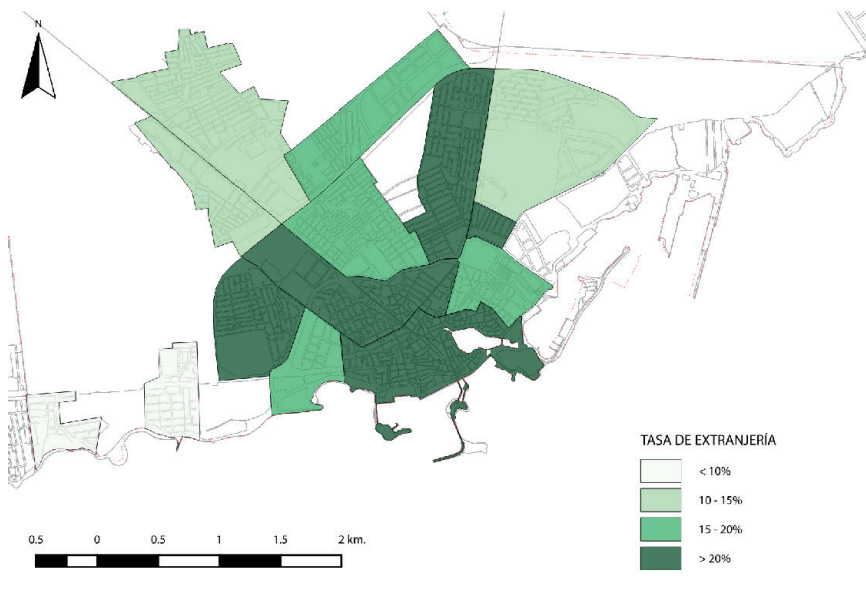 N
TASA DE EXTRANJERÍA
< 10%
10 - 15%
15 - 20%
> 20%
0.5 0 0.5 1 1.5 2 km.